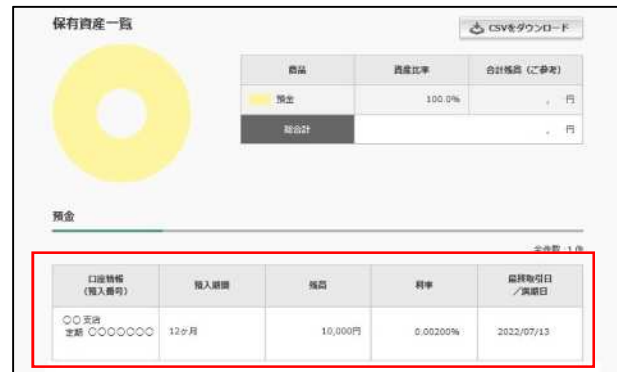 保有資産一覧
CSVをダウンロード
商品 資産比率 合計残高 (ご参考)
預金 100.0% , 円
総合計 , 円
預金
全件数:1 件
口座情報 預入期間 残高 利率 最終取引日
(預入番号) /満期日
〇〇支店
定期 〇〇〇〇〇〇〇 12ヶ月 10,000円 0.00200% 2022/07/13